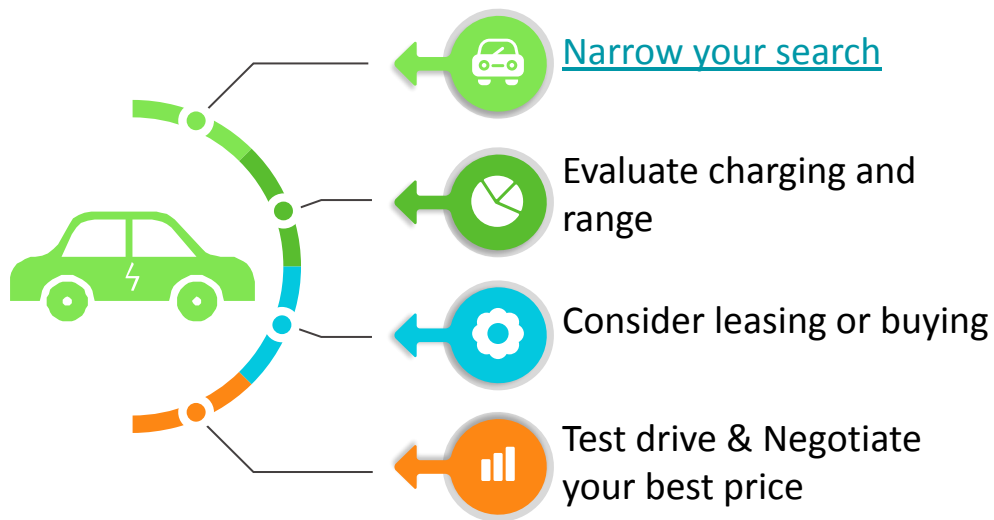 Narrow your search
Evaluate charging and
range
Consider leasing or buying
Test drive & Negotiate
your best price